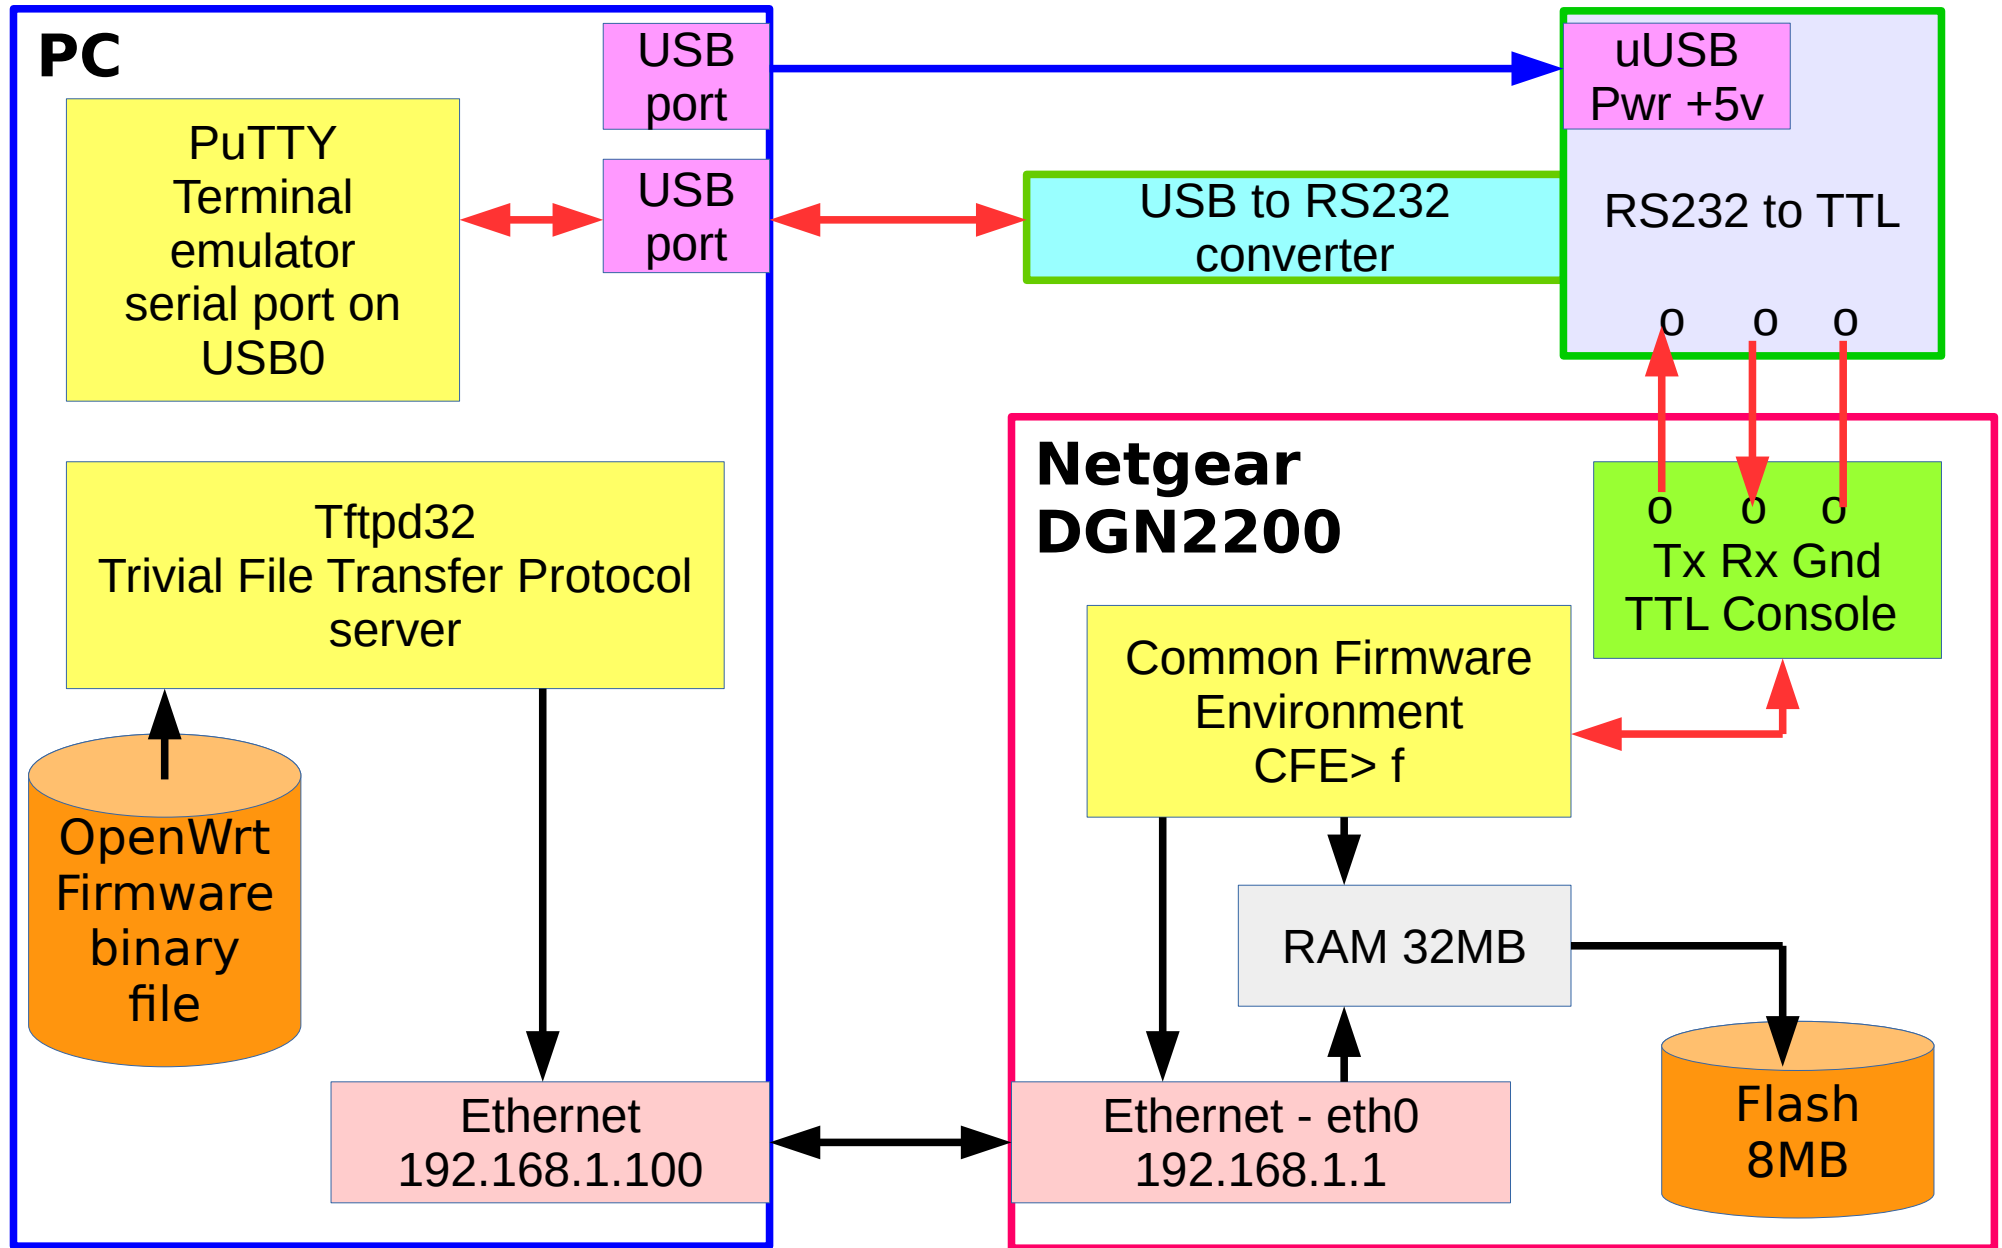 PC
USB
port
uUSB
Pwr +5v
PuTTY
Terminal
emulator
serial port on
USB0
USB
port
USB to RS232
converter
RS232 to TTL
o o o
Netgear
DGN2200
o o o
Tx Rx Gnd
TTL Console
Tftpd32
Trivial File Transfer Protocol
server
Common Firmware
Environment
CFE> f
OpenWrt
Firmware
binary
file
RAM 32MB
Ethernet
192.168.1.100
Ethernet - eth0
192.168.1.1
Flash
8MB